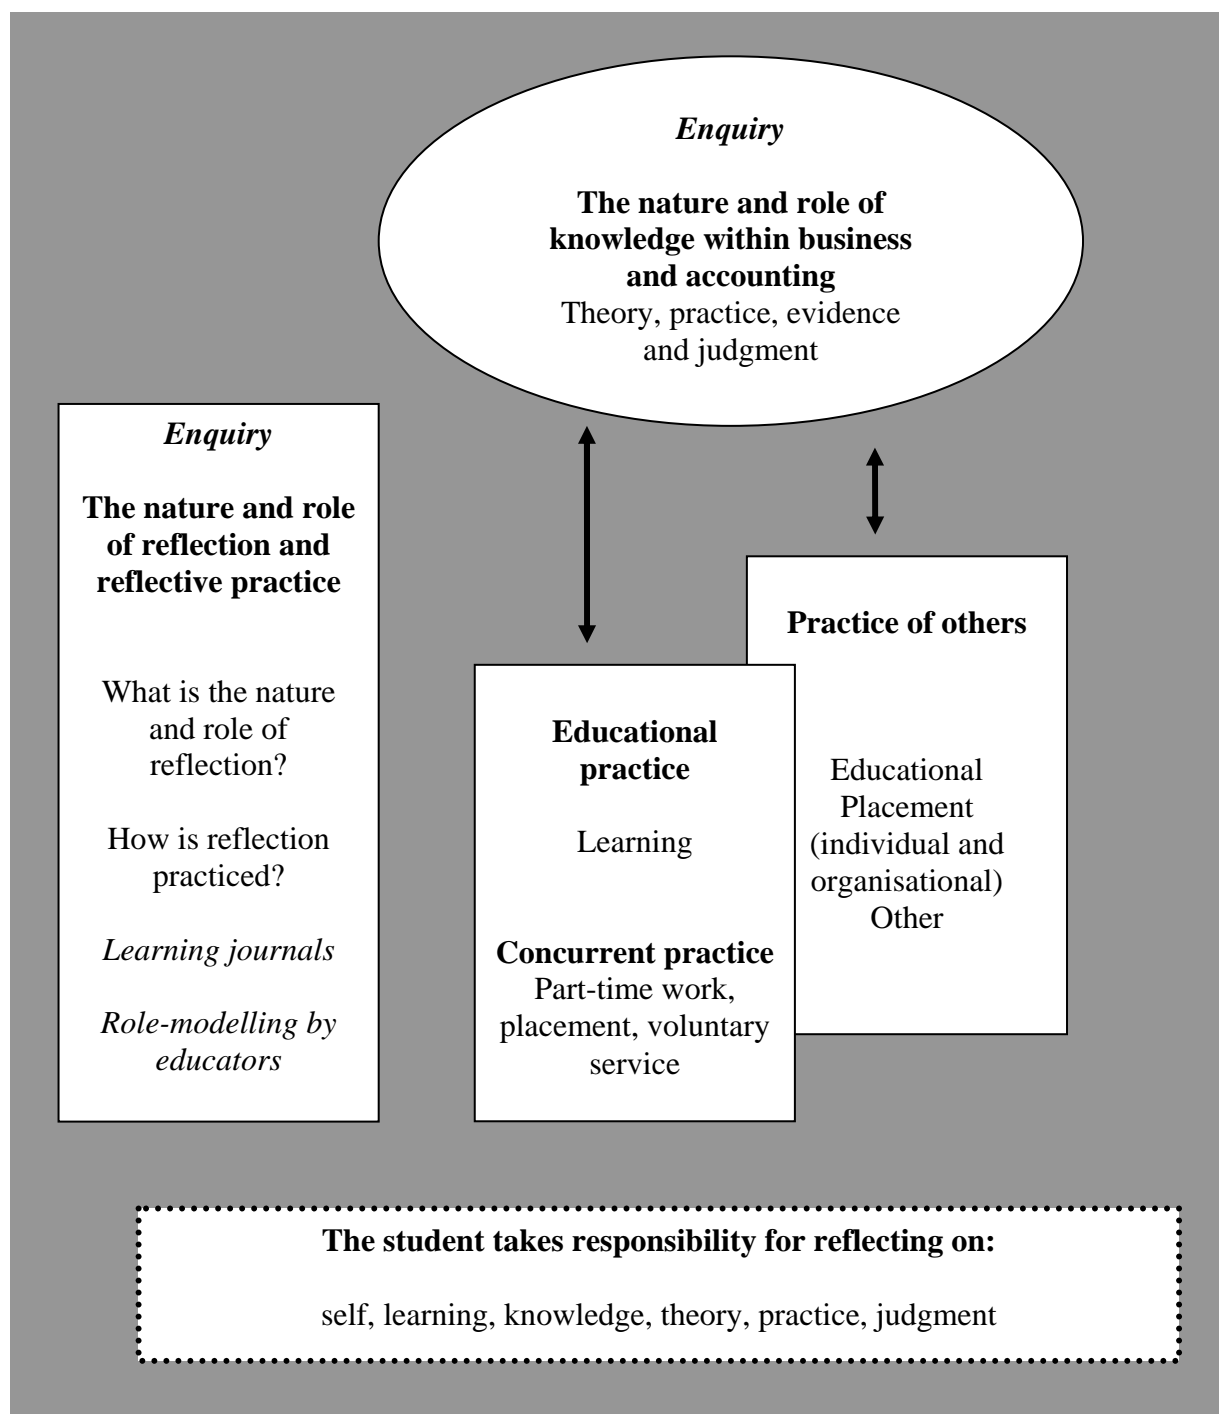 Enquiry
The nature and role of
knowledge within business
and accounting
Theory, practice, evidence
and judgment
Enquiry
The nature and role
of reflection and
reflective practice
What is the nature
and role of
reflection?
How is reflection
practiced?
Learning journals
Role-modelling by
educators
Educational
practice
Learning
Concurrent practice
Part-time work,
placement, voluntary
service
Practice of others
Educational
Placement
(individual and
organisational)
Other
The student takes responsibility for reflecting on:
self, learning, knowledge, theory, practice, judgment